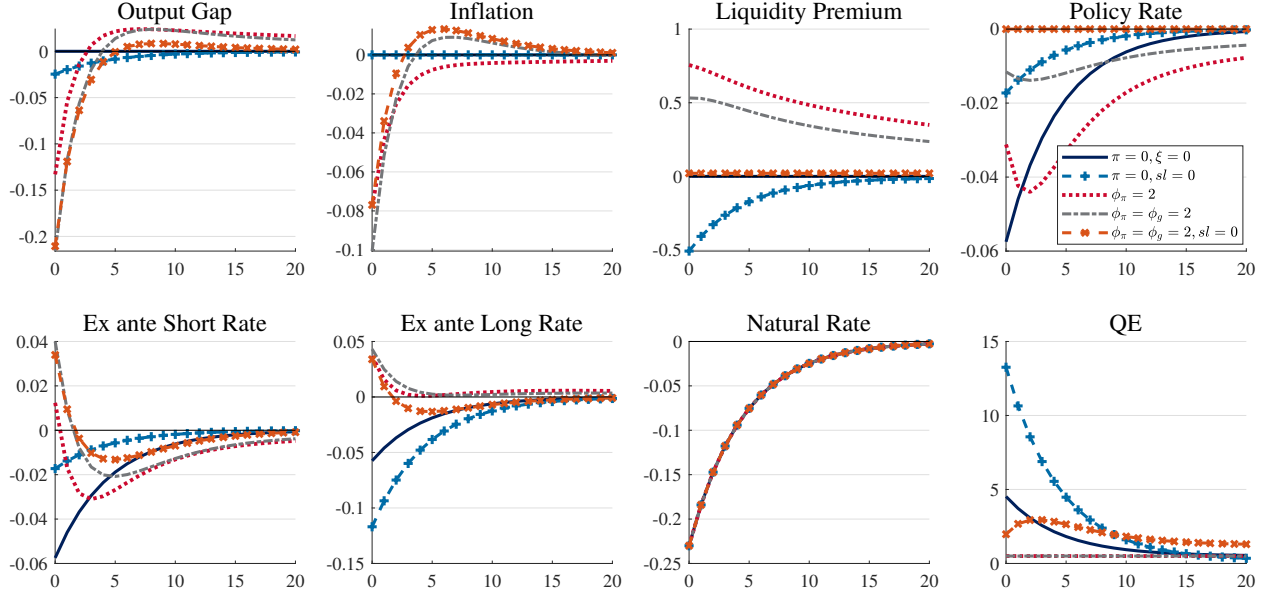 Output Gap
0
-0.05
-0.1
-0.15
-0.2
0 5 10 15 20
Inflation
0
-0.02
-0.04
-0.06
-0.08
-0.1
0 5 10 15 20
Liquidity Premium
1
0.5
0
-0.5
0 5 10 15 20
Policy Rate
0
-0.02
-0.04
-0.06
0 5 10 15 20
π = 0, ξ = 0
π = 0, sl = 0
ϕπ = 2
ϕπ = ϕg = 2
ϕπ = ϕg = 2, sl = 0
Ex ante Short Rate
0.04
0.02
0
-0.02
-0.04
-0.06
0 5 10 15 20
Ex ante Long Rate
0.05
0
-0.05
-0.1
-0.15
0 5 10 15 20
Natural Rate
0
-0.05
-0.1
-0.15
-0.2
-0.25
0 5 10 15 20
QE
15
10
5
0
0 5 10 15 20